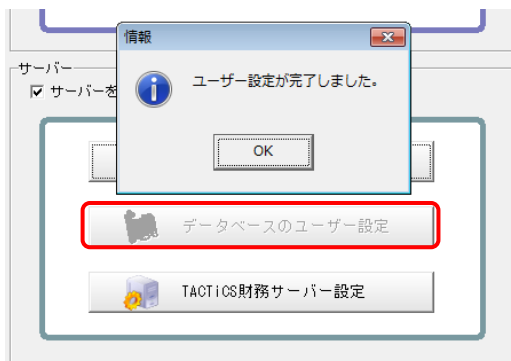 情報
ユーザー設定が完了しました。
OK
サーバー
サーバーを
データベースのユーザー設定
TACTiCS財務サーバー設定